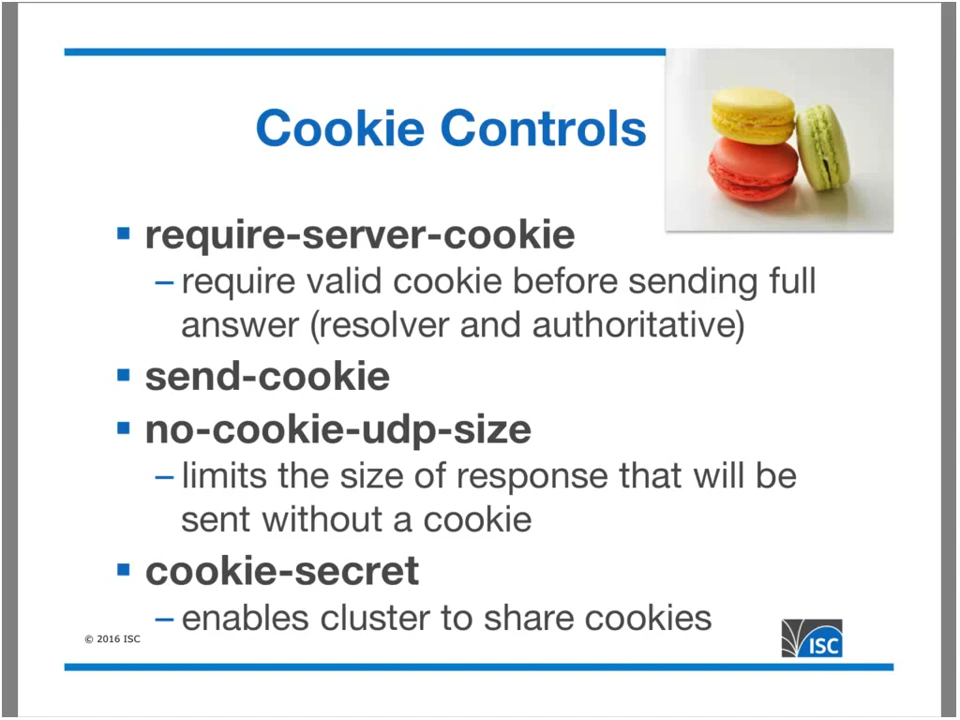 Cookie Controls
▪ require-server-cookie
– require valid cookie before sending full
answer (resolver and authoritative)
▪ send-cookie
▪ no-cookie-udp-size
– limits the size of response that will be
sent without a cookie
▪ cookie-secret
– enables cluster to share cookies
© 2016 ISC
ISC